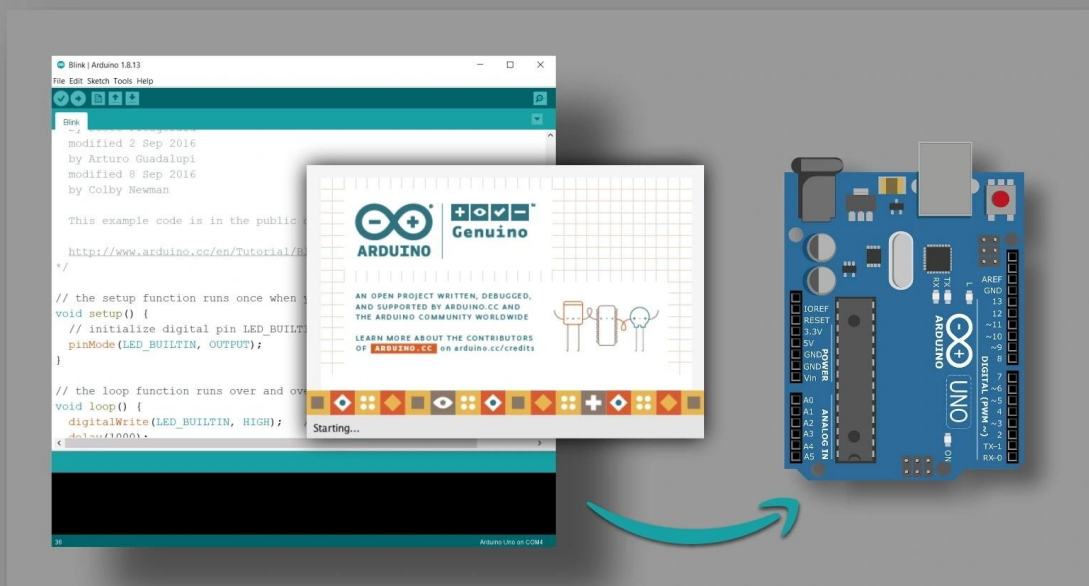 Blink | Arduino 1.8.13
File Edit Sketch Tools Help
Blink
modified 2 Sep 2016
by Arturo Guadalupi
modified 8 Sep 2016
by Colby Newman
This example code is in the public
http://www.arduino.cc/en/Tutorial/B
*/
// the setup function runs once when
void setup() {
// initialize digital pin LED_BUILT
pinMode(LED_BUILTIN, OUTPUT);
}
// the loop function runs over and ov
void loop() {
digitalWrite(LED_BUILTIN, HIGH);
delay(1000);
36
Arduino Uno on COM4
ARDUINO
Genuino
AN OPEN PROJECT WRITTEN, DEBUGGED,
AND SUPPORTED BY ARDUINO.CC AND
THE ARDUINO COMMUNITY WORLDWIDE
LEARN MORE ABOUT THE CONTRIBUTORS
OF ARDUINO.CC on arduino.cc/credits
Starting...
RX
TX
L
IOREF
RESET
3.3V
5V
GND
GND
Vin
POWER
A0
A1
A2
A3
A4
A5
ANALOG IN
ARDUINO
UNO
ON
AREF
GND
13
12
~11
~10
~9
8
7
~6
~5
4
~3
2
TX→1
RX←0
DIGITAL (PWM ~)